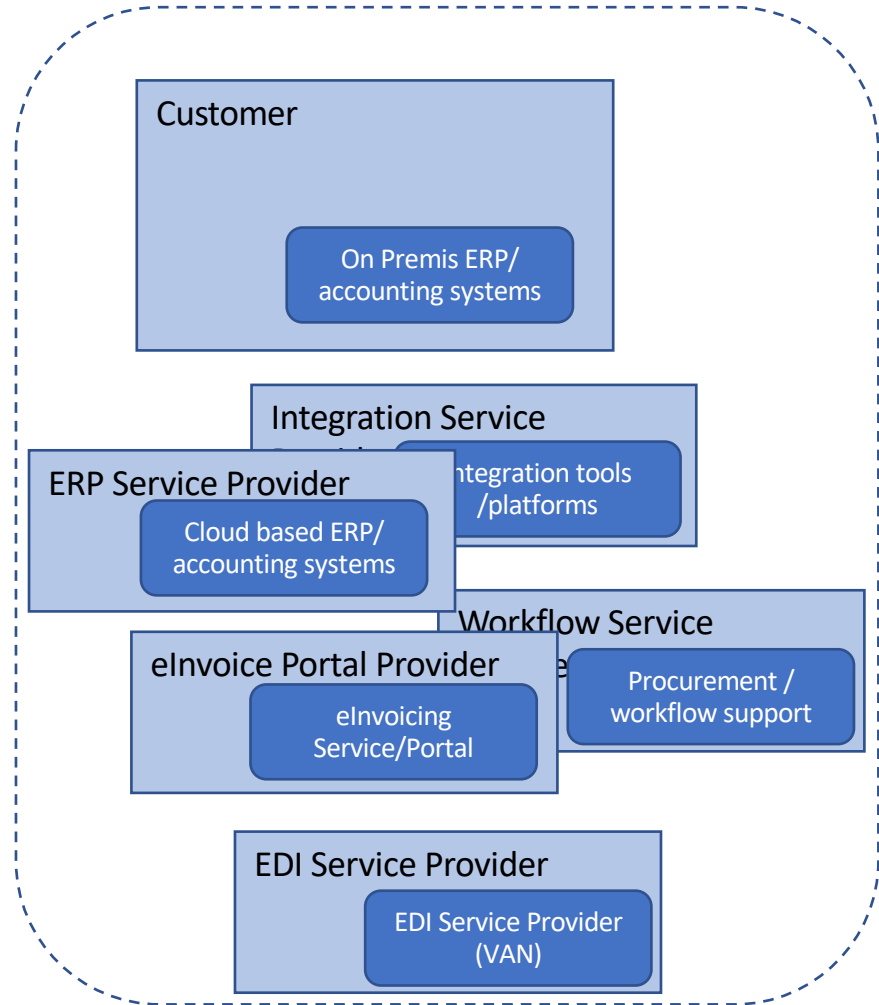 Customer
On Premis ERP/
accounting systems
Integration Service
ntegration tools
/platforms
ERP Service Provider
Cloud based ERP/
accounting systems
Workflow Service
eInvoice Portal Provider
Procurement /
workflow support
eInvoicing
Service/Portal
EDI Service Provider
EDI Service Provider
(VAN)